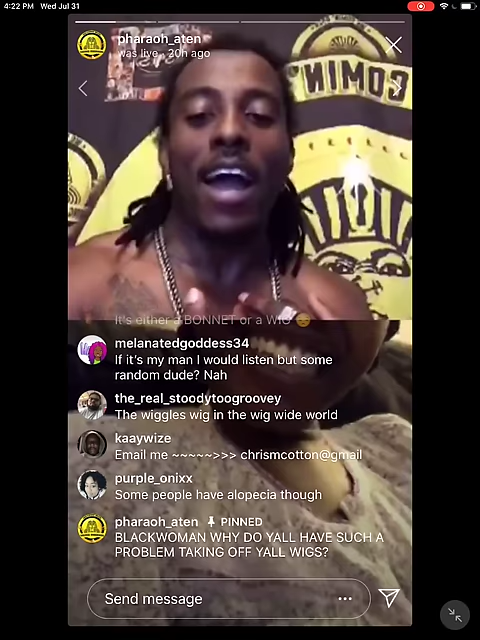 4:22 PM Wed Jul 31
pharaoh_aten
was live · 20h ago
COMIN
It's either a BONNET or a WIG 😔
melanatedgoddess34
If it's my man I would listen but some
random dude? Nah
the_real_stoodytoogroovey
The wiggles wig in the wig wide world
kaaywize
Email me ~~~~~>>> chrismcotton@gmail
purple_onixx
Some people have alopecia though
pharaoh_aten PINNED
BLACKWOMAN WHY DO YALL HAVE SUCH A
PROBLEM TAKING OFF YALL WIGS?
Send message